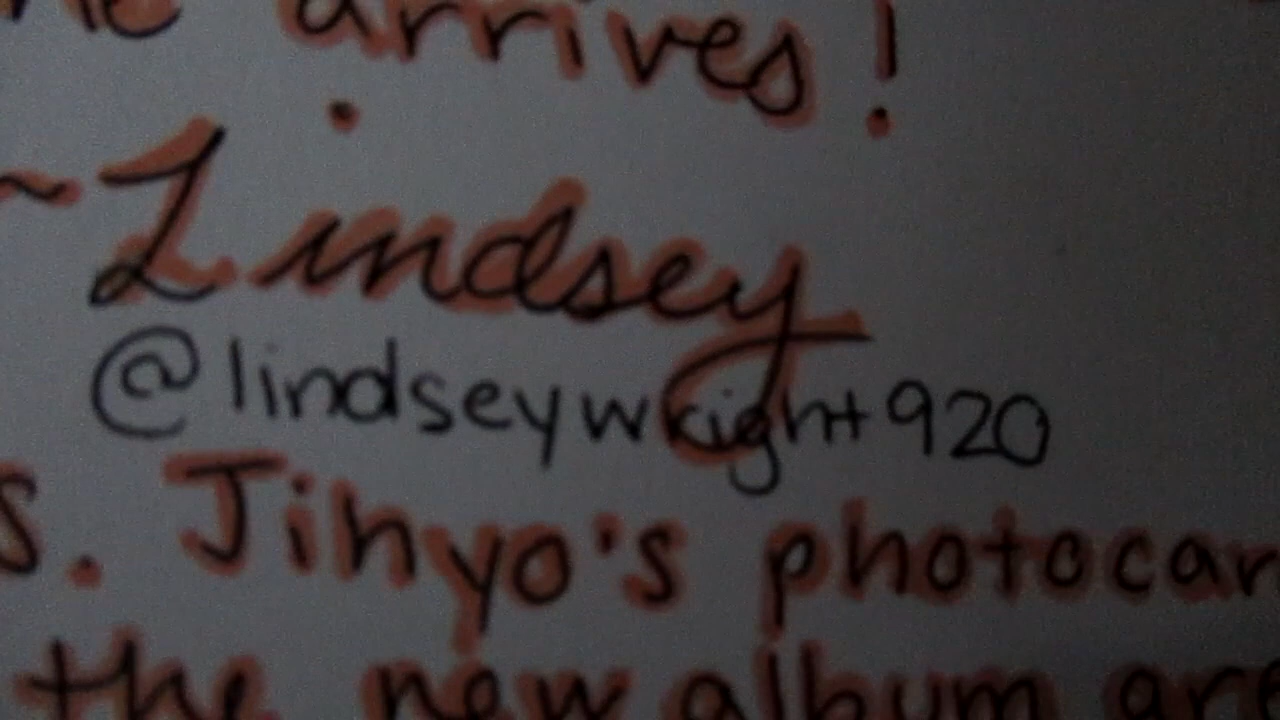 arrives!
~Lindsey
@lindseywright920
s. Jihyo's photocar
the new album are